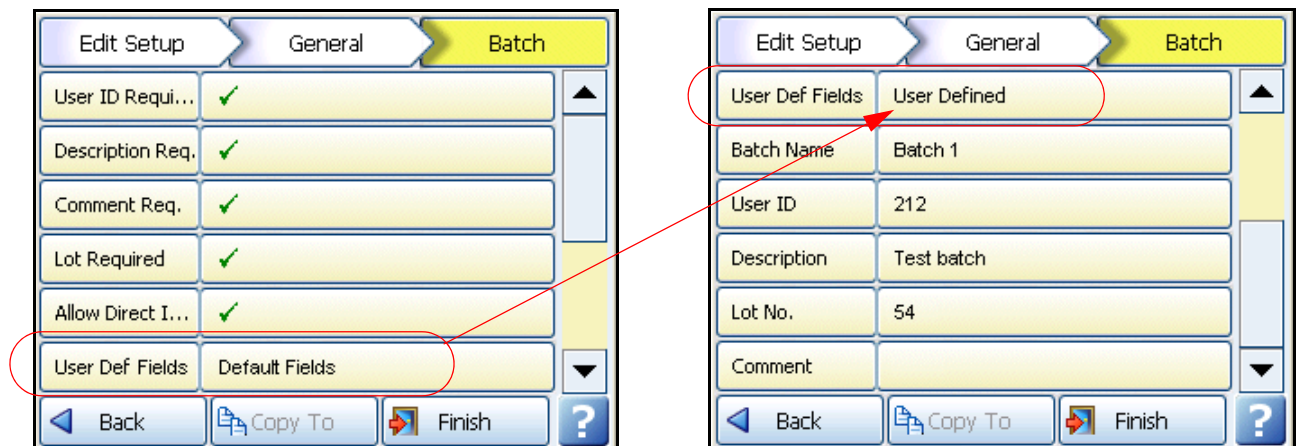 Edit Setup General Batch
User ID Requi...
Description Req.
Comment Req.
Lot Required
Allow Direct I...
User Def Fields Default Fields
Back Copy To Finish ?
Edit Setup General Batch
User Def Fields User Defined
Batch Name Batch 1
User ID 212
Description Test batch
Lot No. 54
Comment
Back Copy To Finish ?